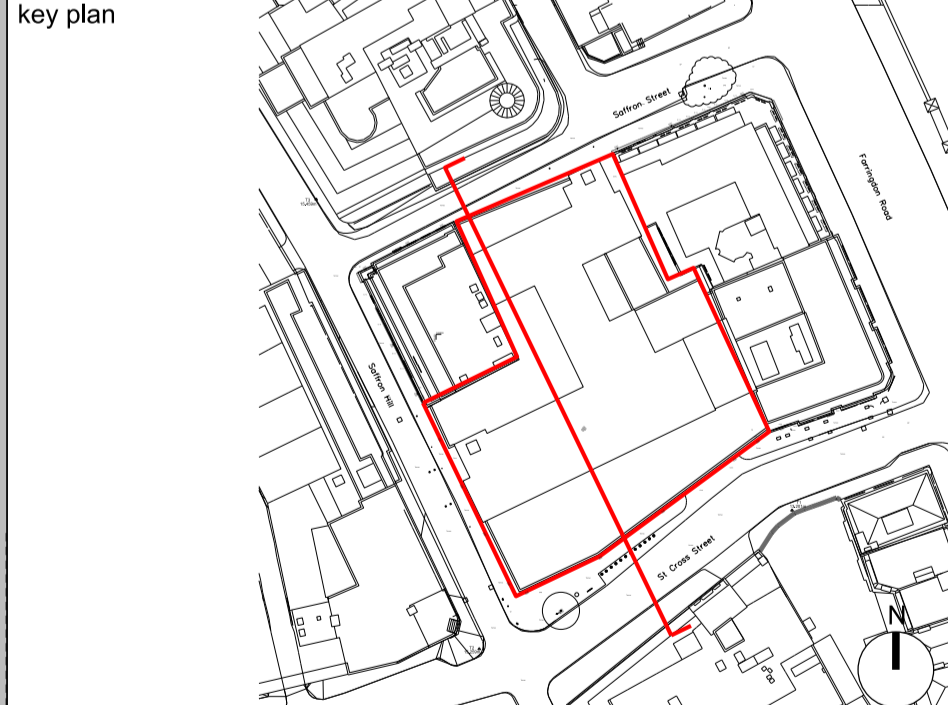 key plan
Saffron Street
Farringdon Road
Saffron Hill
St Cross Street
N